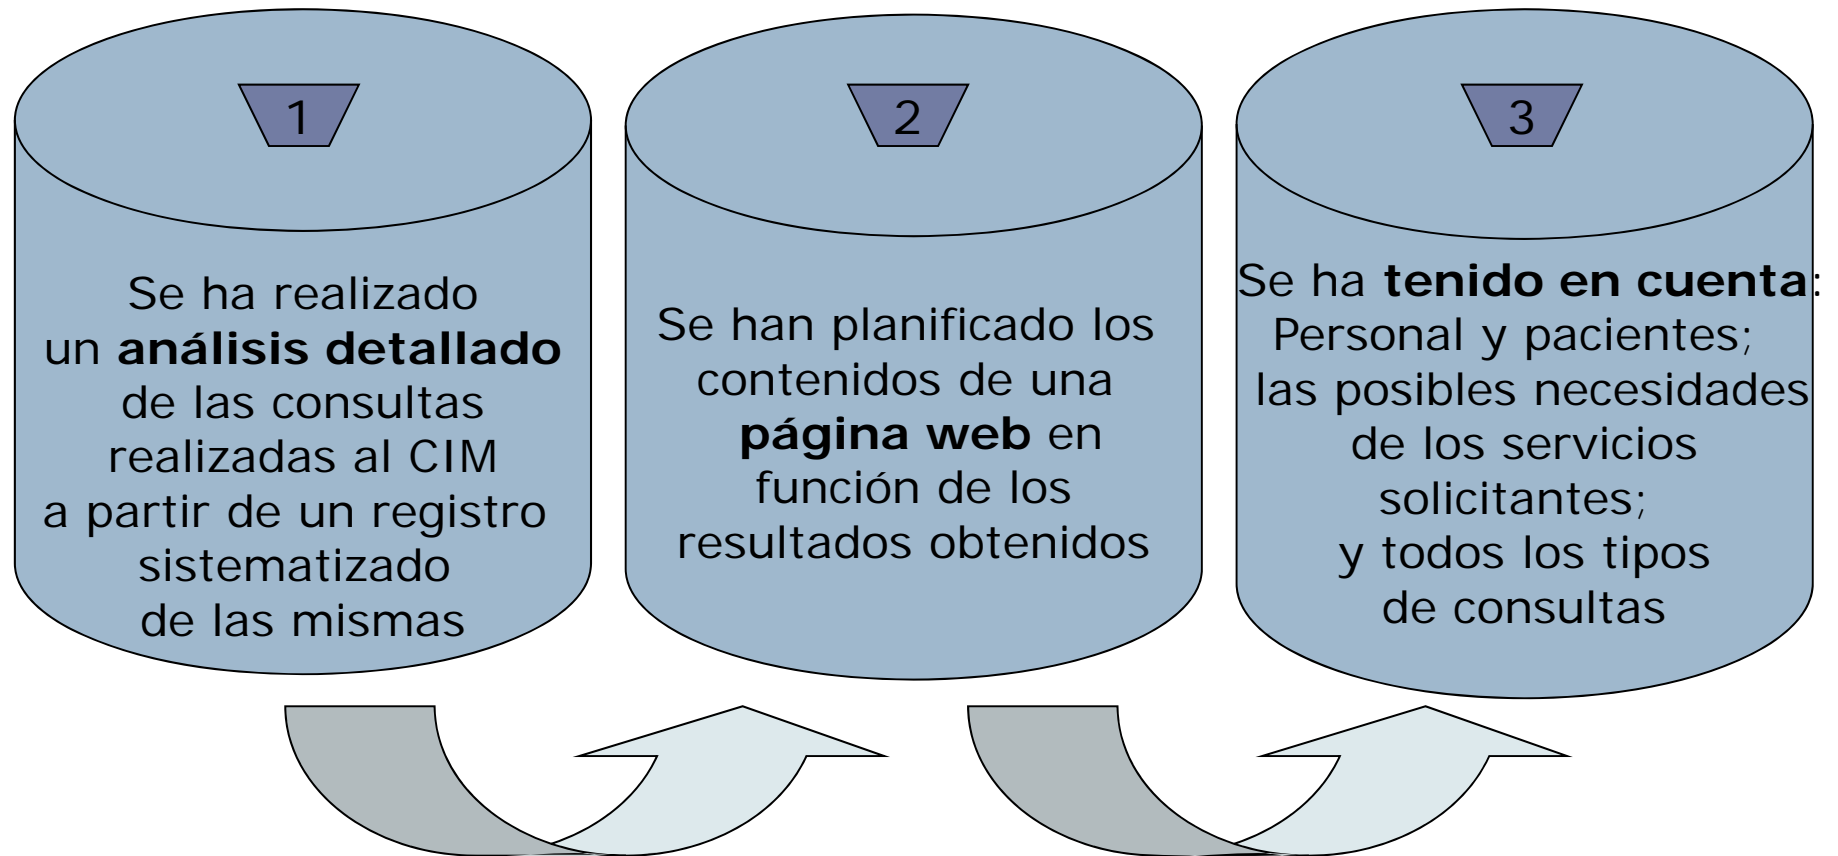 1
Se ha realizado
un análisis detallado
de las consultas
realizadas al CIM
a partir de un registro
sistematizado
de las mismas
2
Se han planificado los
contenidos de una
página web en
función de los
resultados obtenidos
3
Se ha tenido en cuenta:
Personal y pacientes;
las posibles necesidades
de los servicios
solicitantes;
y todos los tipos
de consultas